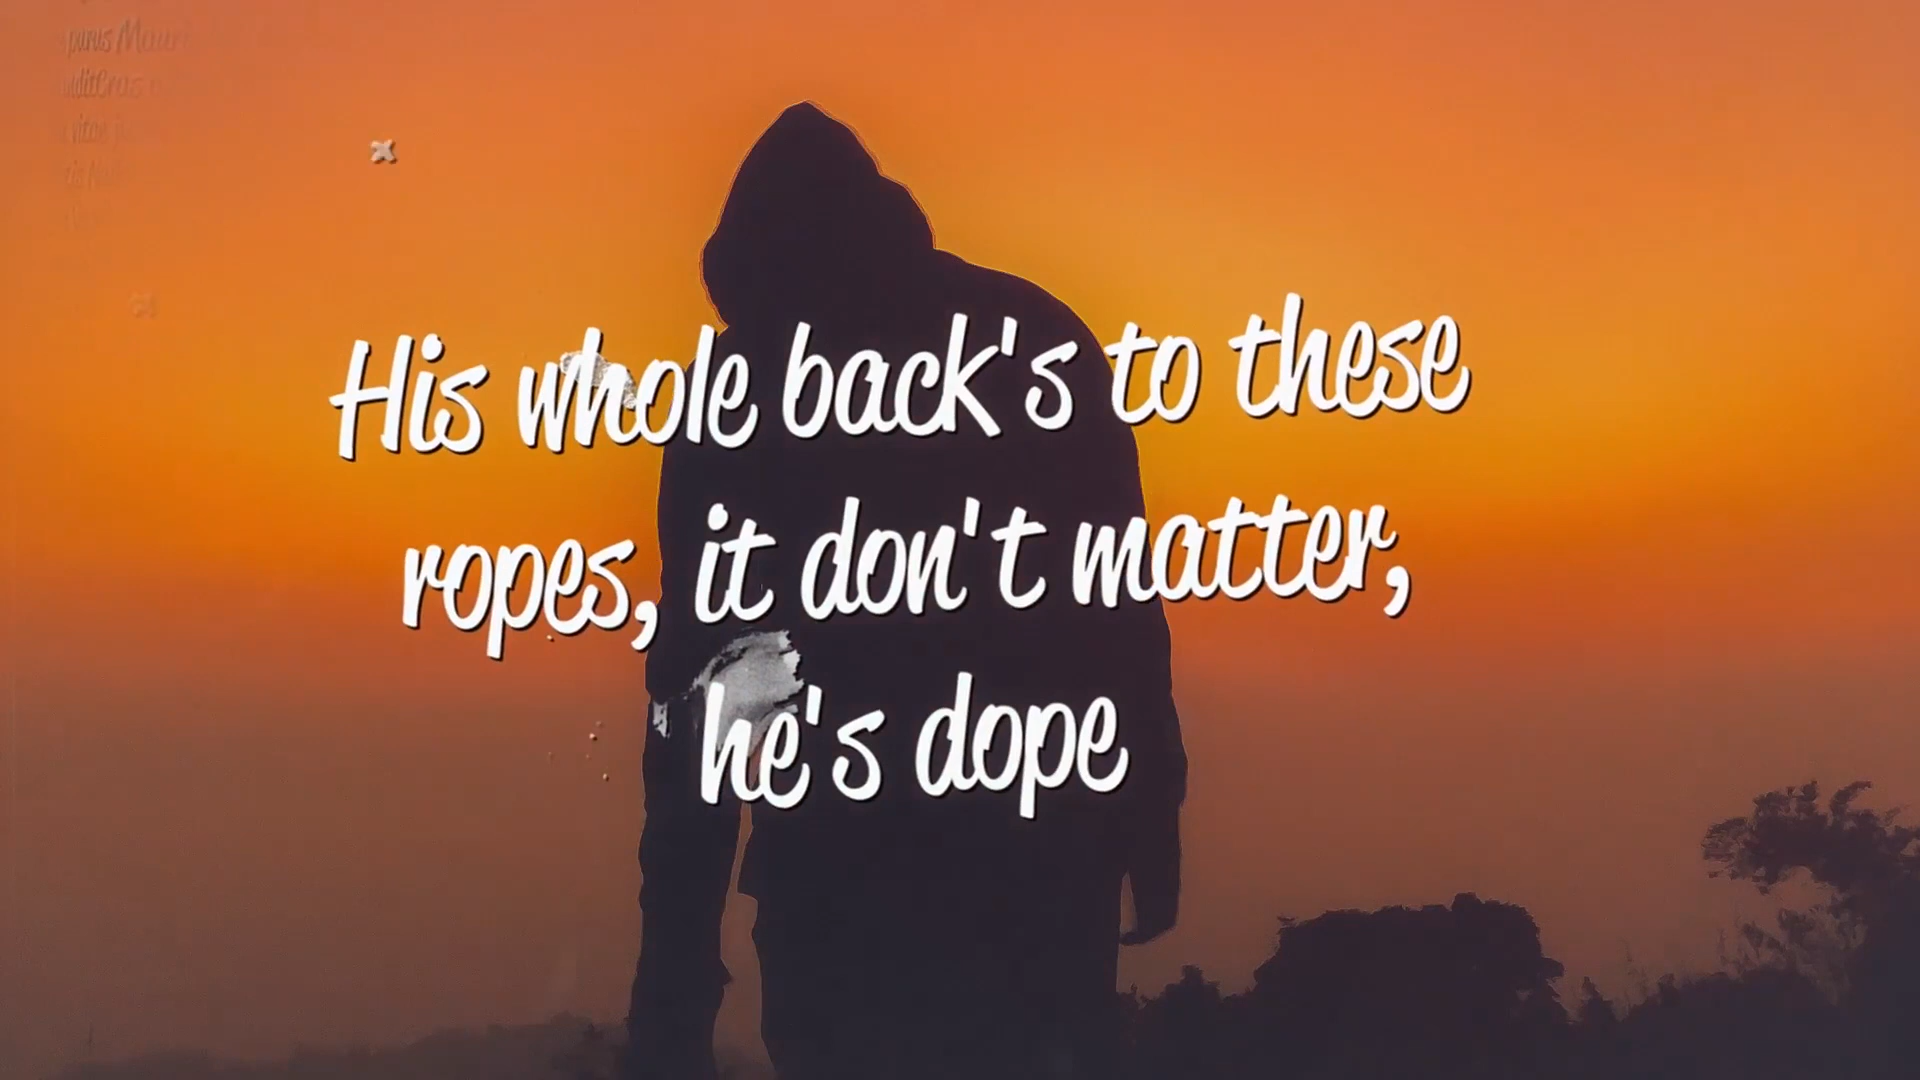 His whole back's to these
ropes, it don't matter,
he's dope